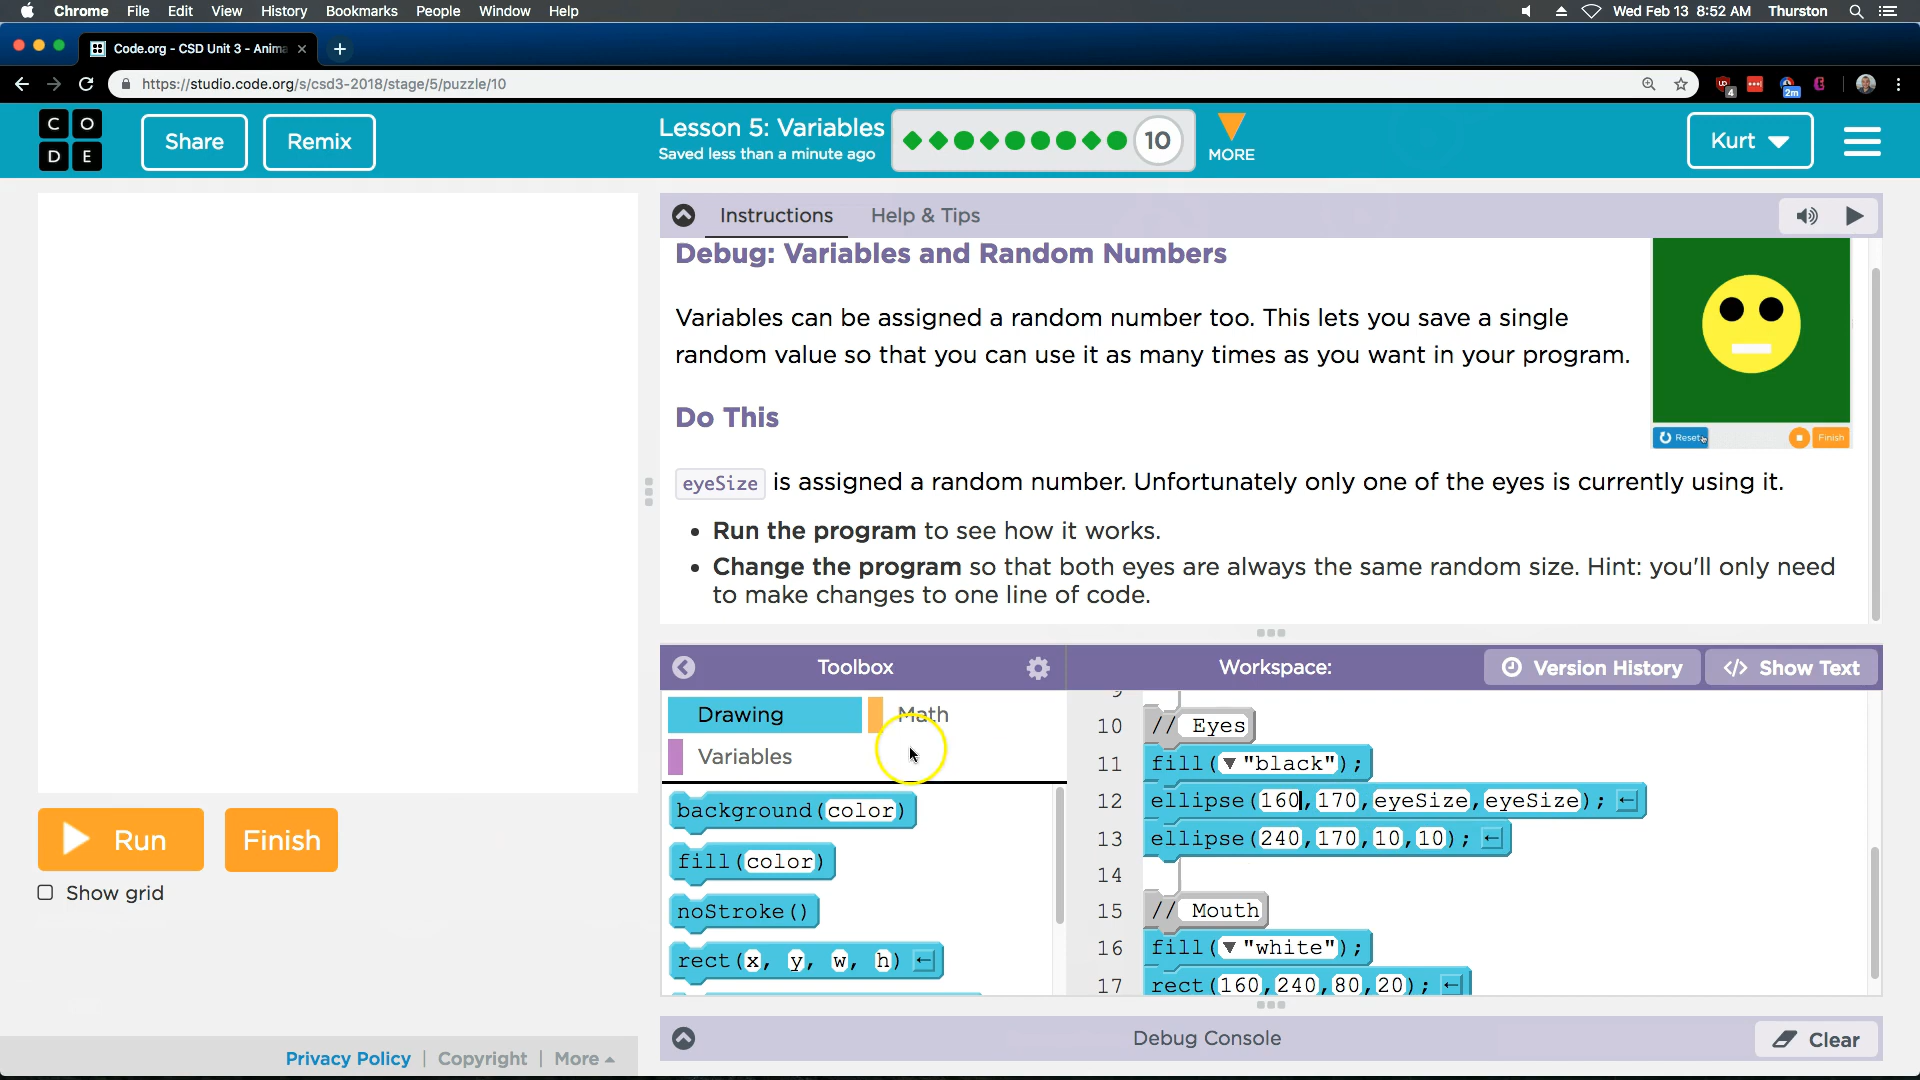 Chrome File Edit View History Bookmarks People Window Help Wed Feb 13 8:52 AM Thurston
Code.org - CSD Unit 3 - Anima
https://studio.code.org/s/csd3-2018/stage/5/puzzle/10
4 2m
C O
D E
Share Remix
Lesson 5: Variables
Saved less than a minute ago
10
MORE
Kurt
Instructions Help & Tips
Debug: Variables and Random Numbers
Variables can be assigned a random number too. This lets you save a single
random value so that you can use it as many times as you want in your program.
Do This
Reset Finish
eyeSize is assigned a random number. Unfortunately only one of the eyes is currently using it.
• Run the program to see how it works.
• Change the program so that both eyes are always the same random size. Hint: you'll only need
to make changes to one line of code.
Toolbox Workspace: Version History </> Show Text
Drawing Math
Variables
background(color)
fill(color)
noStroke()
rect(x, y, w, h)
9
10 // Eyes
11 fill("black");
12 ellipse(160,170,eyeSize,eyeSize);
13 ellipse(240,170,10,10);
14
15 // Mouth
16 fill("white");
17 rect(160,240,80,20);
Run Finish
Show grid
Debug Console Clear
Privacy Policy | Copyright | More